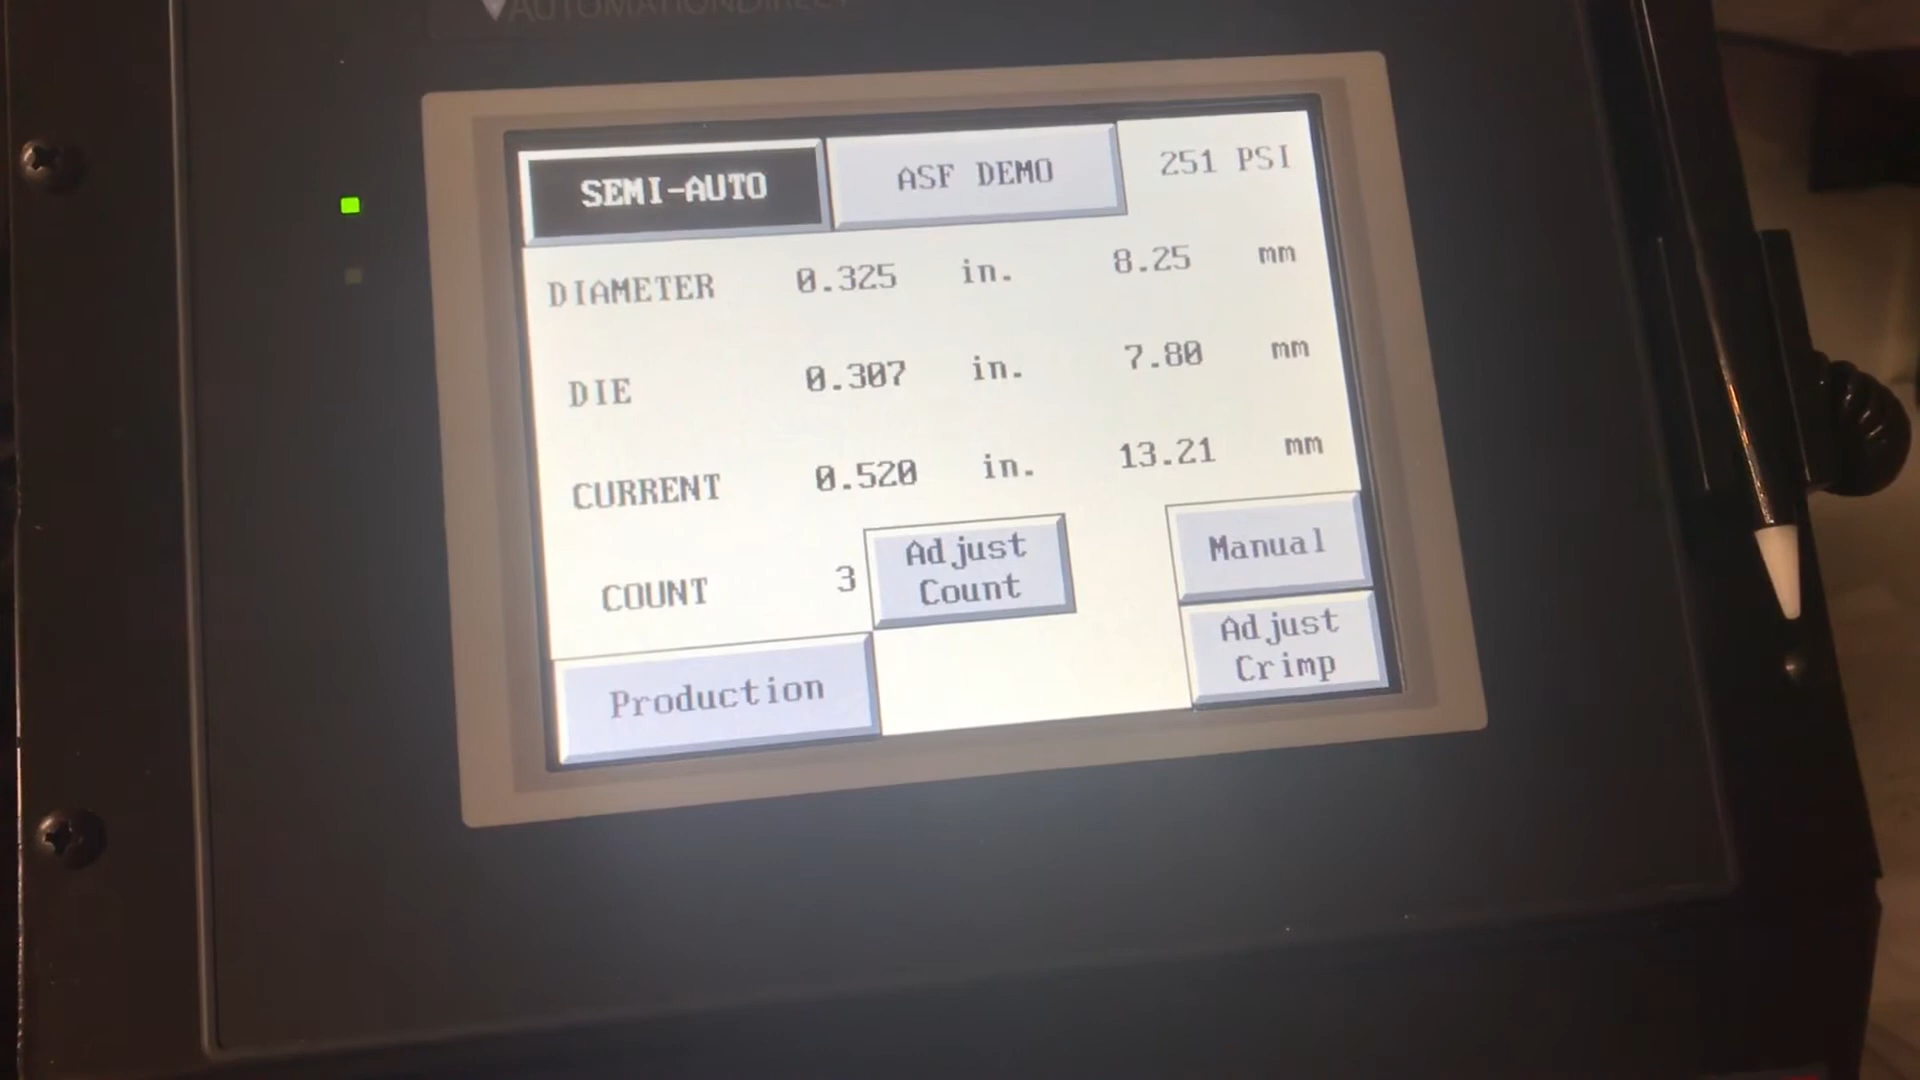 AUTOMATIONDIRECT
SEMI-AUTO ASF DEMO 251 PSI
DIAMETER 0.325 in. 8.25 mm
DIE 0.307 in. 7.80 mm
CURRENT 0.520 in. 13.21 mm
COUNT 3 Adjust Count Manual
Production Adjust Crimp